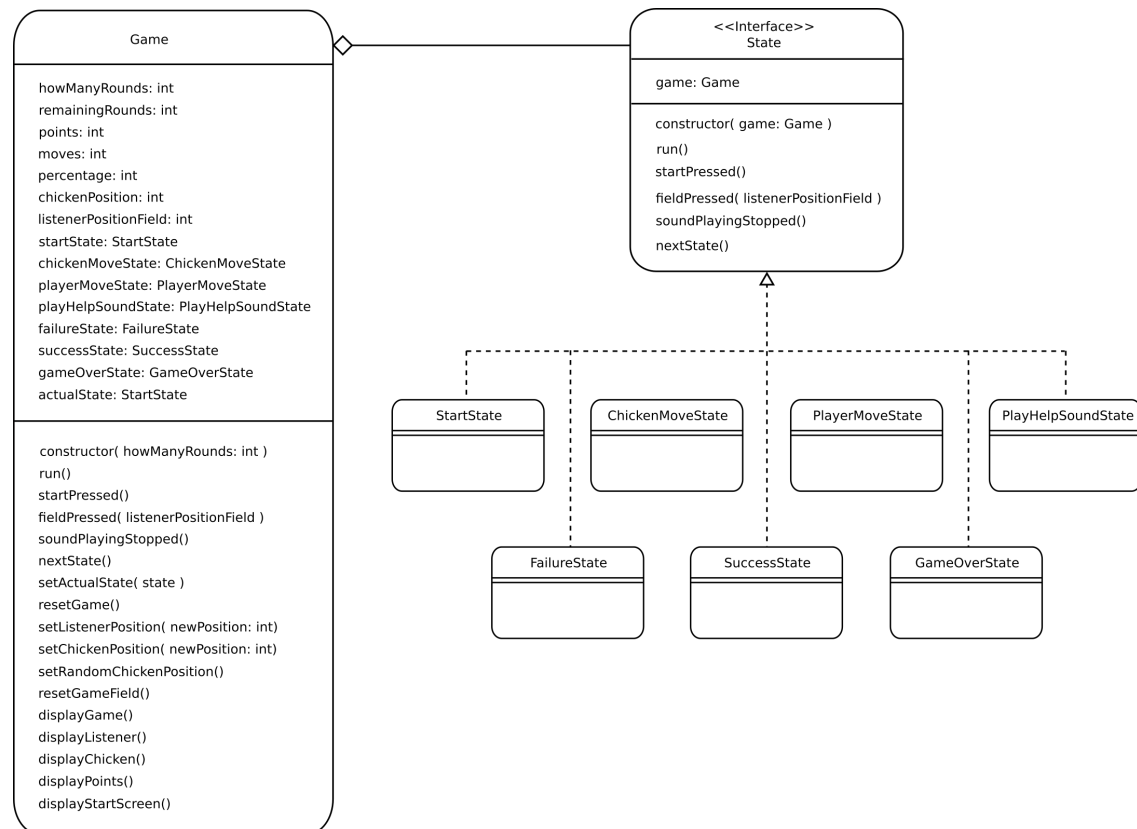 Game
howManyRounds: int
remainingRounds: int
points: int
moves: int
percentage: int
chickenPosition: int
listenerPositionField: int
startState: StartState
chickenMoveState: ChickenMoveState
playerMoveState: PlayerMoveState
playHelpSoundState: PlayHelpSoundState
failureState: FailureState
successState: SuccessState
gameOverState: GameOverState
actualState: StartState
constructor( howManyRounds: int )
run()
startPressed()
fieldPressed( listenerPositionField )
soundPlayingStopped()
nextState()
setActualState( state )
resetGame()
setListenerPosition( newPosition: int)
setChickenPosition( newPosition: int)
setRandomChickenPosition()
resetGameField()
displayGame()
displayListener()
displayChicken()
displayPoints()
displayStartScreen()
<<Interface>>
State
game: Game
constructor( game: Game )
run()
startPressed()
fieldPressed( listenerPositionField )
soundPlayingStopped()
nextState()
StartState
ChickenMoveState
PlayerMoveState
PlayHelpSoundState
FailureState
SuccessState
GameOverState